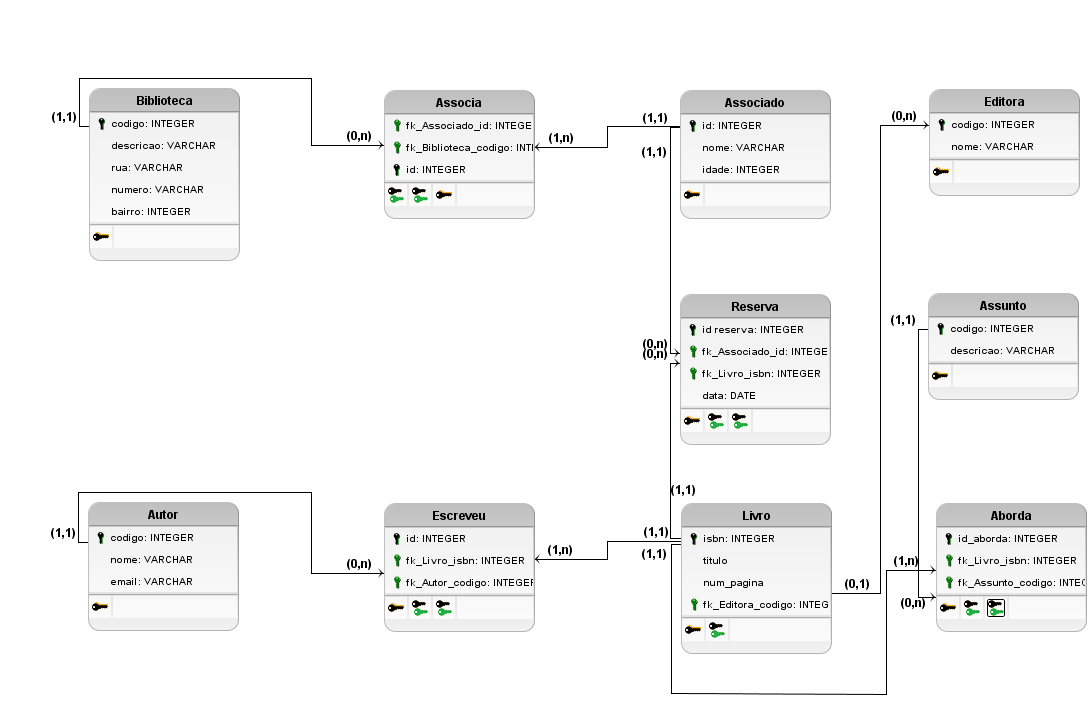 Biblioteca
codigo: INTEGER
descricao: VARCHAR
rua: VARCHAR
numero: VARCHAR
bairro: INTEGER
(1,1)
(0,n)
Associa
fk_Associado_id: INTEGE
fk_Biblioteca_codigo: INTI
id: INTEGER
(1,n)
(1,1)
(1,1)
Associado
id: INTEGER
nome: VARCHAR
idade: INTEGER
(0,n)
Editora
codigo: INTEGER
nome: VARCHAR
(0,n)
(0,n)
Reserva
id reserva: INTEGER
fk_Associado_id: INTEGE
fk_Livro_isbn: INTEGER
data: DATE
(1,1)
(1,1)
Assunto
codigo: INTEGER
descricao: VARCHAR
(1,1)
Autor
codigo: INTEGER
nome: VARCHAR
email: VARCHAR
(0,n)
Escreveu
id: INTEGER
fk_Livro_isbn: INTEGER
fk_Autor_codigo: INTEGEF
(1,n)
(1,1)
(1,1)
Livro
isbn: INTEGER
titulo
num_pagina
fk_Editora_codigo: INTEG
(0,1)
(1,n)
(0,n)
Aborda
id_aborda: INTEGER
fk_Livro_isbn: INTEGER
fk_Assunto_codigo: INTEG